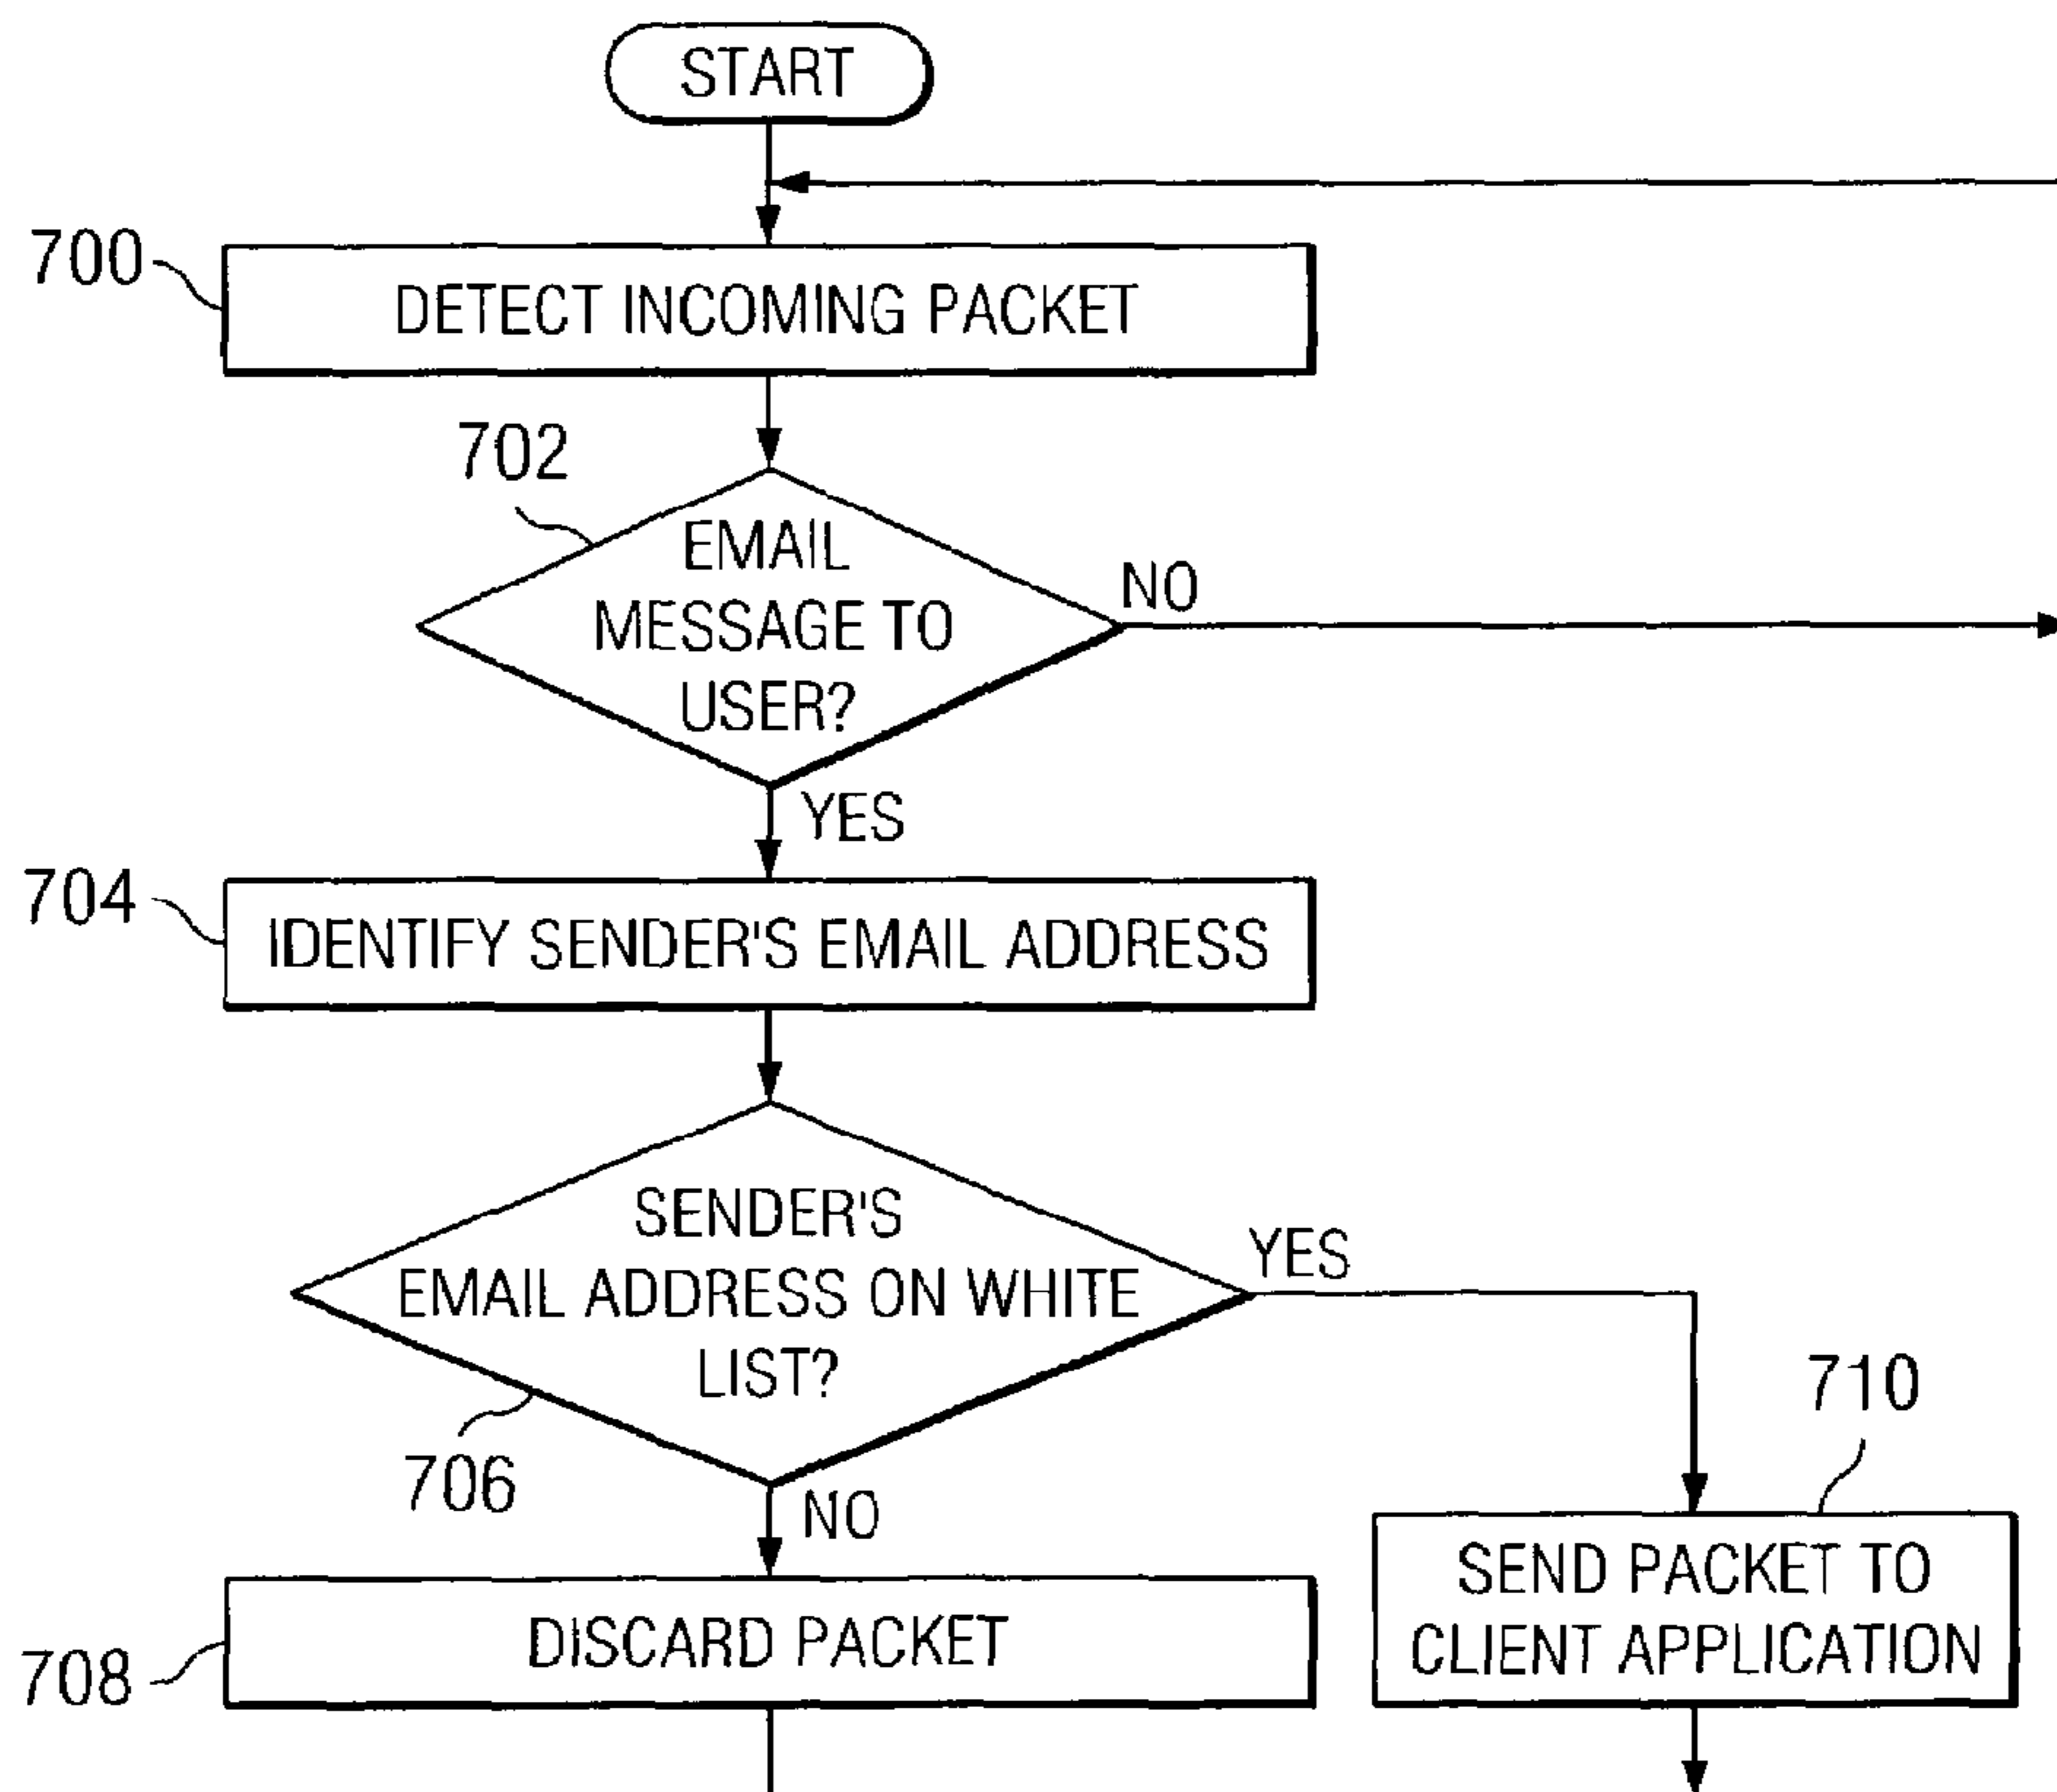 START
700
DETECT INCOMING PACKET
702
EMAIL
MESSAGE TO
USER?
NO
YES
704
IDENTIFY SENDER'S EMAIL ADDRESS
SENDER'S
EMAIL ADDRESS ON WHITE
LIST?
YES
706
NO
710
SEND PACKET TO
CLIENT APPLICATION
708
DISCARD PACKET